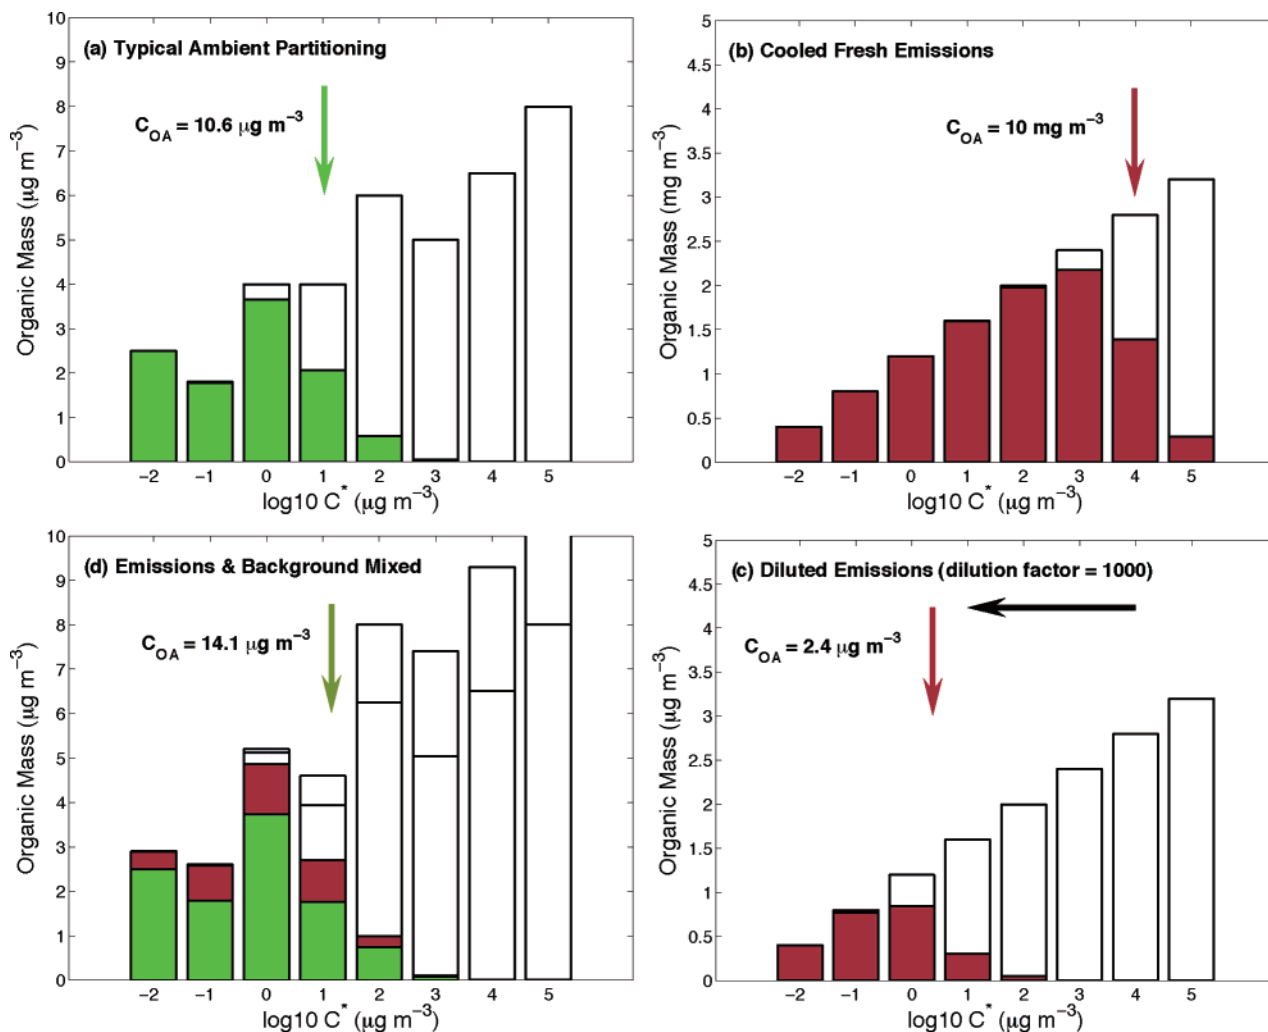 (a) Typical Ambient Partitioning
C_OA = 10.6 μg m⁻³
Organic Mass (μg m⁻³)
10
9
8
7
6
5
4
3
2
1
0
−2 −1 0 1 2 3 4 5
log10 C* (μg m⁻³)
(b) Cooled Fresh Emissions
C_OA = 10 mg m⁻³
Organic Mass (mg m⁻³)
5
4.5
4
3.5
3
2.5
2
1.5
1
0.5
0
−2 −1 0 1 2 3 4 5
log10 C* (μg m⁻³)
(d) Emissions & Background Mixed
C_OA = 14.1 μg m⁻³
Organic Mass (μg m⁻³)
10
9
8
7
6
5
4
3
2
1
0
−2 −1 0 1 2 3 4 5
log10 C* (μg m⁻³)
(c) Diluted Emissions (dilution factor = 1000)
C_OA = 2.4 μg m⁻³
Organic Mass (μg m⁻³)
5
4.5
4
3.5
3
2.5
2
1.5
1
0.5
0
−2 −1 0 1 2 3 4 5
log10 C* (μg m⁻³)